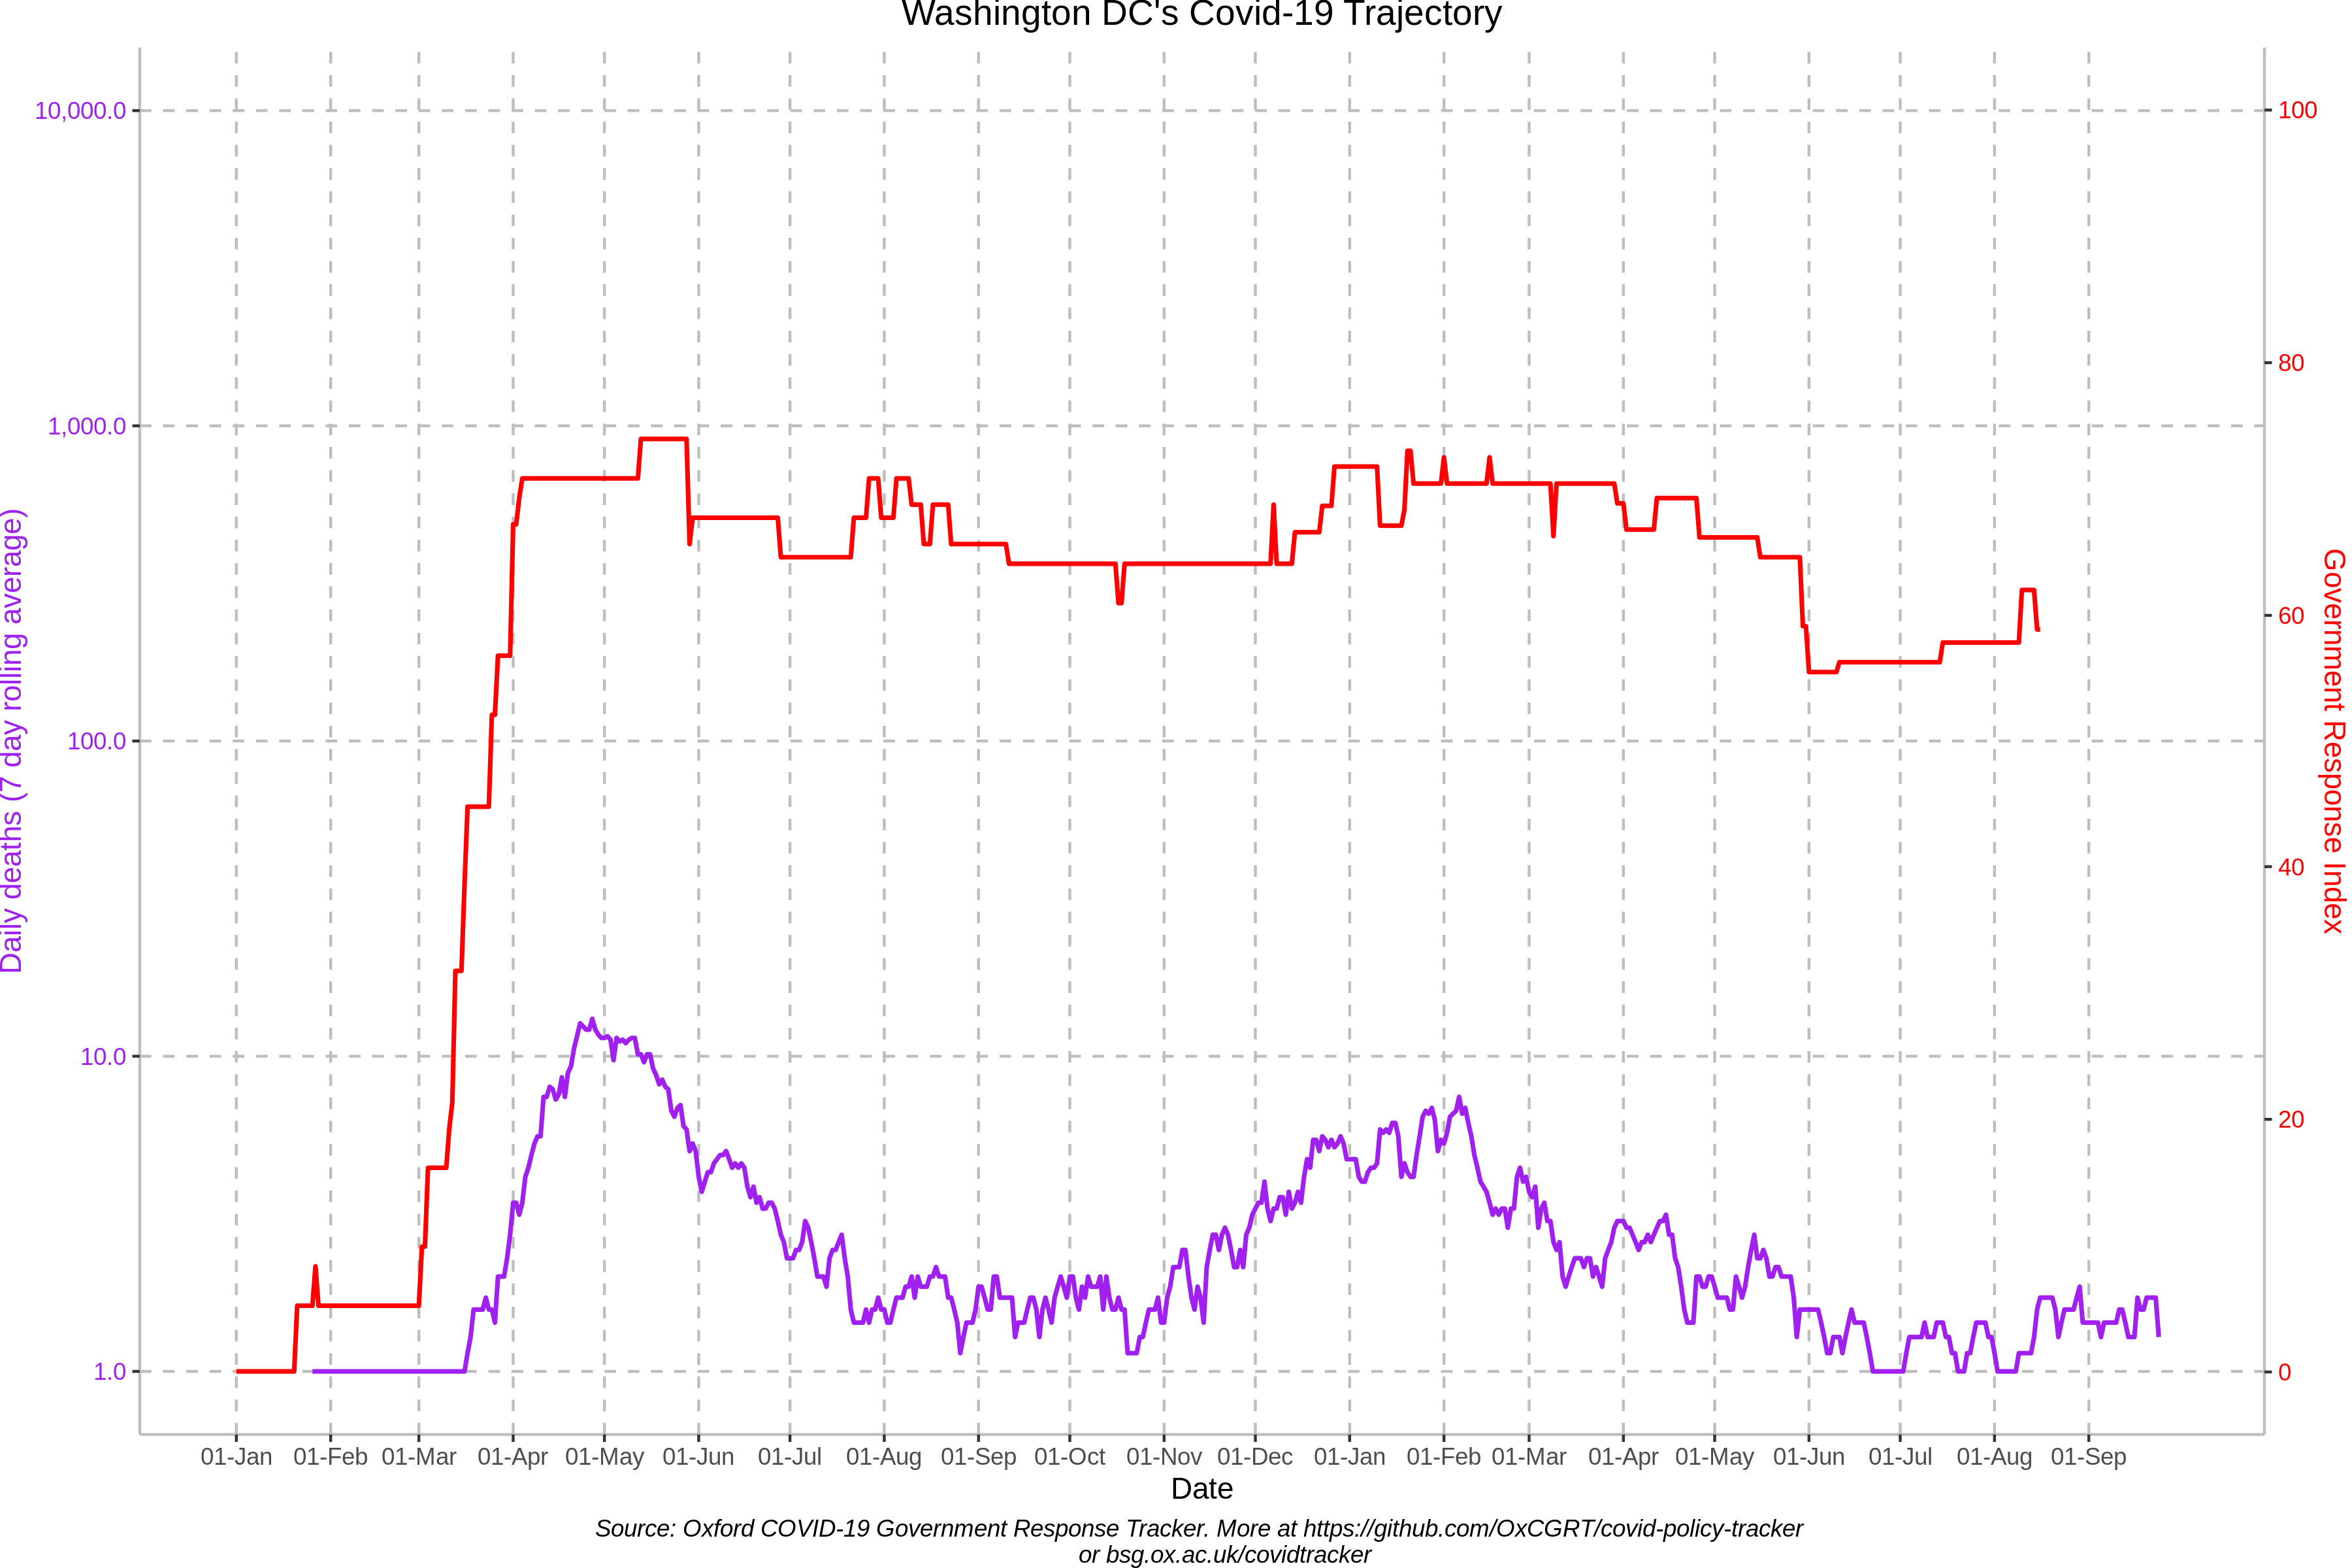 Washington DC's Covid-19 Trajectory
10,000.0
1,000.0
100.0
10.0
1.0
Daily deaths (7 day rolling average)
100
80
60
40
20
0
Government Response Index
01-Jan 01-Feb 01-Mar 01-Apr 01-May 01-Jun 01-Jul 01-Aug 01-Sep 01-Oct 01-Nov 01-Dec 01-Jan 01-Feb 01-Mar 01-Apr 01-May 01-Jun 01-Jul 01-Aug 01-Sep
Date
Source: Oxford COVID-19 Government Response Tracker. More at https://github.com/OxCGRT/covid-policy-tracker
or bsg.ox.ac.uk/covidtracker